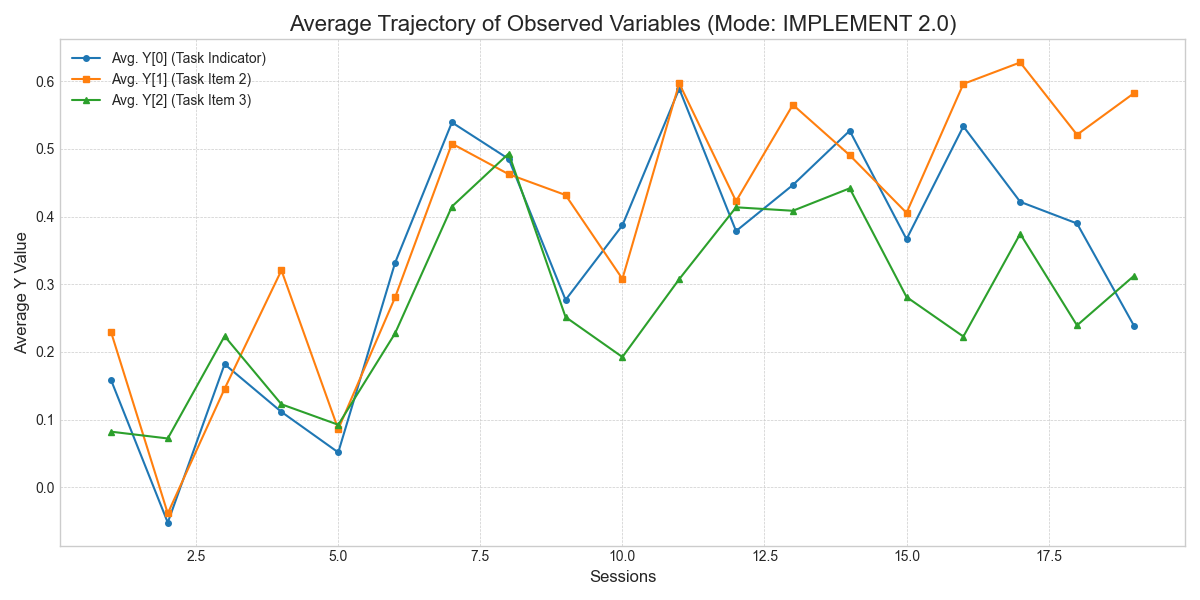 Average Trajectory of Observed Variables (Mode: IMPLEMENT 2.0)
Avg. Y[0] (Task Indicator)
Avg. Y[1] (Task Item 2)
Avg. Y[2] (Task Item 3)
Average Y Value
0.6
0.5
0.4
0.3
0.2
0.1
0.0
2.5 5.0 7.5 10.0 12.5 15.0 17.5
Sessions